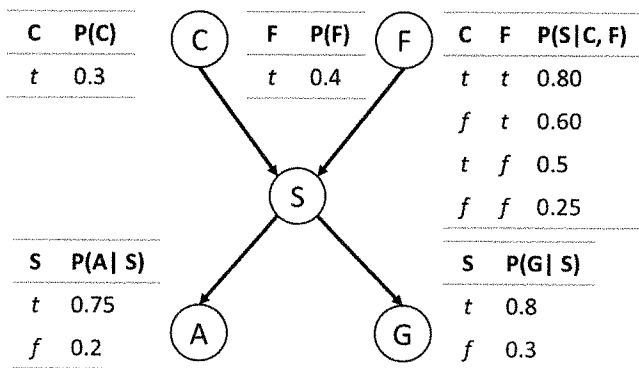 C P(C)
t 0.3
C
F P(F)
t 0.4
F
C F P(S|C, F)
t t 0.80
f t 0.60
t f 0.5
f f 0.25
S
S P(A| S)
t 0.75
f 0.2
A
G
S P(G| S)
t 0.8
f 0.3